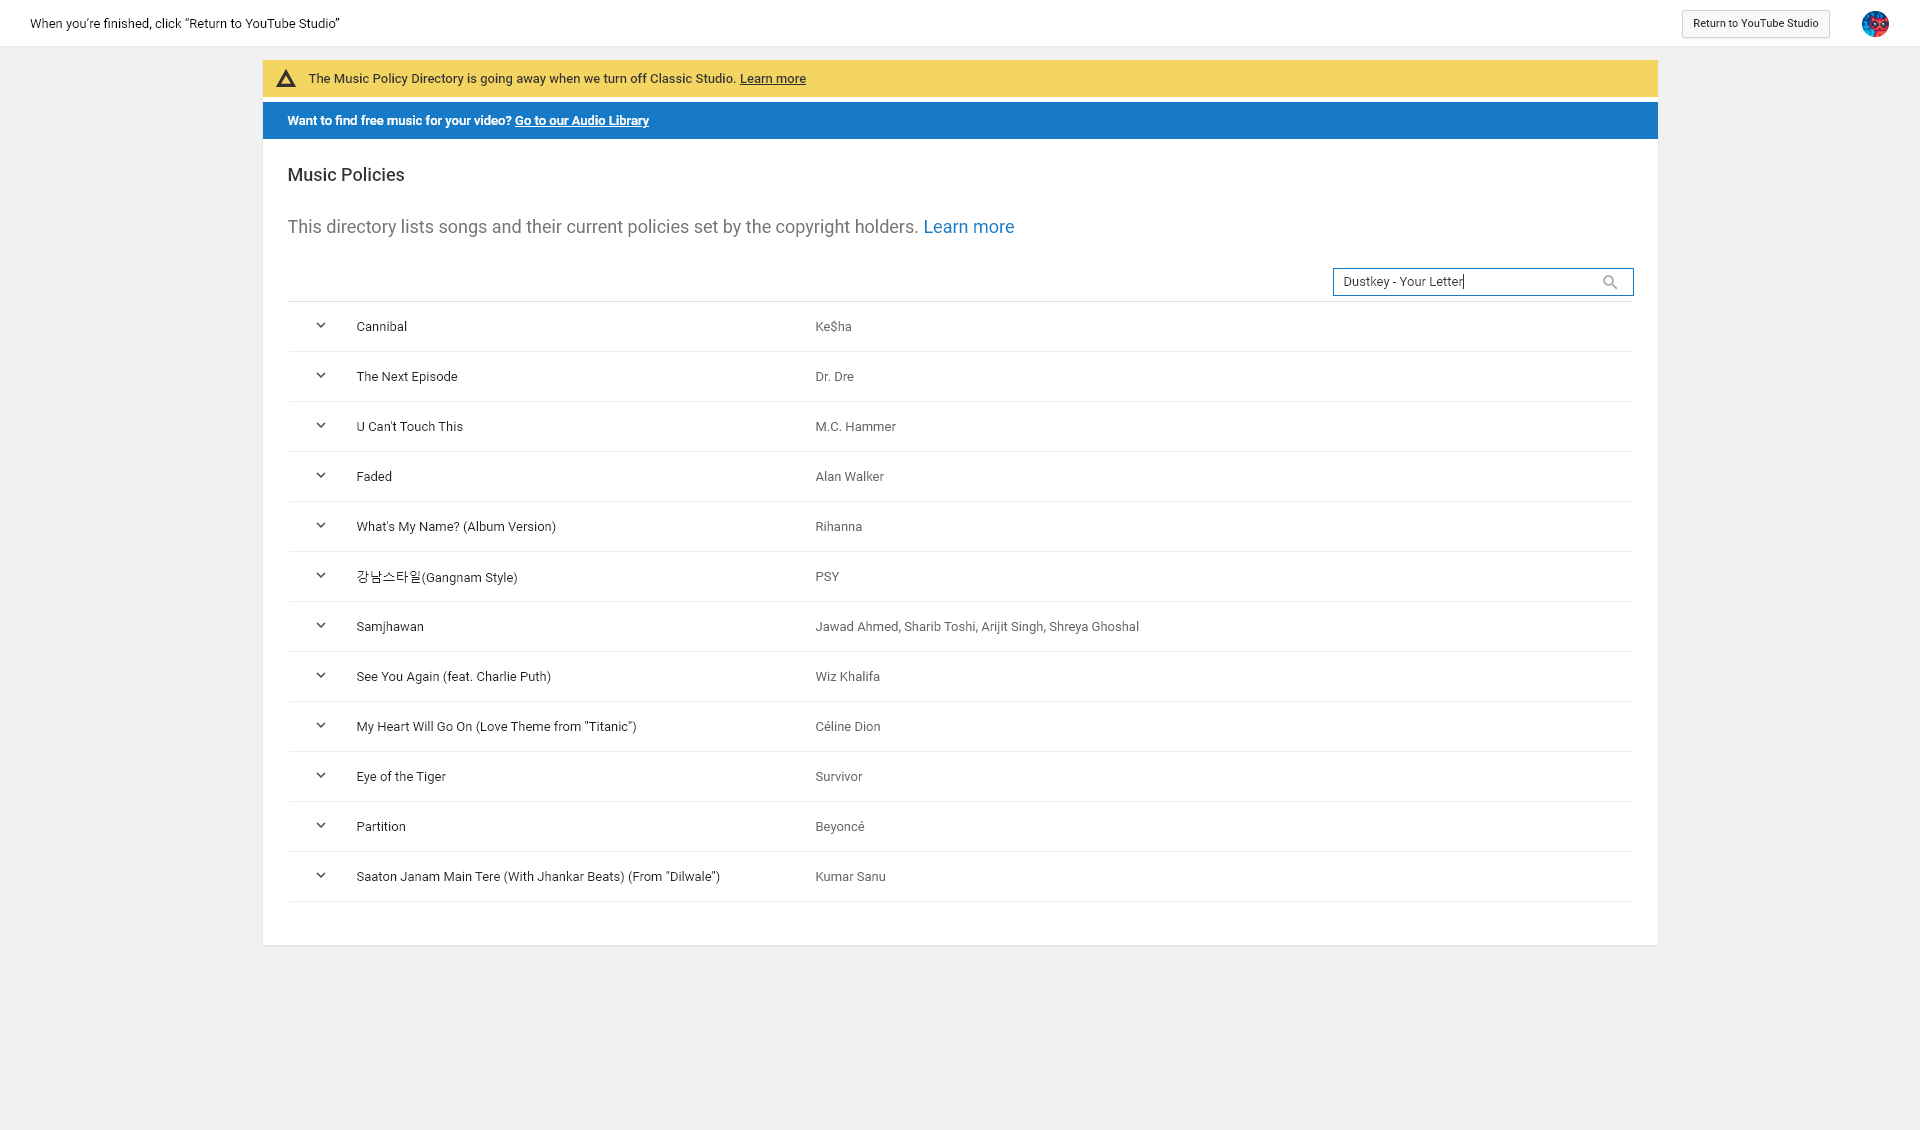 When you’re finished, click “Return to YouTube Studio”
Return to YouTube Studio
The Music Policy Directory is going away when we turn off Classic Studio. Learn more
Want to find free music for your video? Go to our Audio Library
Music Policies
This directory lists songs and their current policies set by the copyright holders. Learn more
Dustkey - Your Letter
Cannibal Ke$ha
The Next Episode Dr. Dre
U Can't Touch This M.C. Hammer
Faded Alan Walker
What's My Name? (Album Version) Rihanna
강남스타일(Gangnam Style) PSY
Samjhawan Jawad Ahmed, Sharib Toshi, Arijit Singh, Shreya Ghoshal
See You Again (feat. Charlie Puth) Wiz Khalifa
My Heart Will Go On (Love Theme from "Titanic") Céline Dion
Eye of the Tiger Survivor
Partition Beyoncé
Saaton Janam Main Tere (With Jhankar Beats) (From "Dilwale") Kumar Sanu